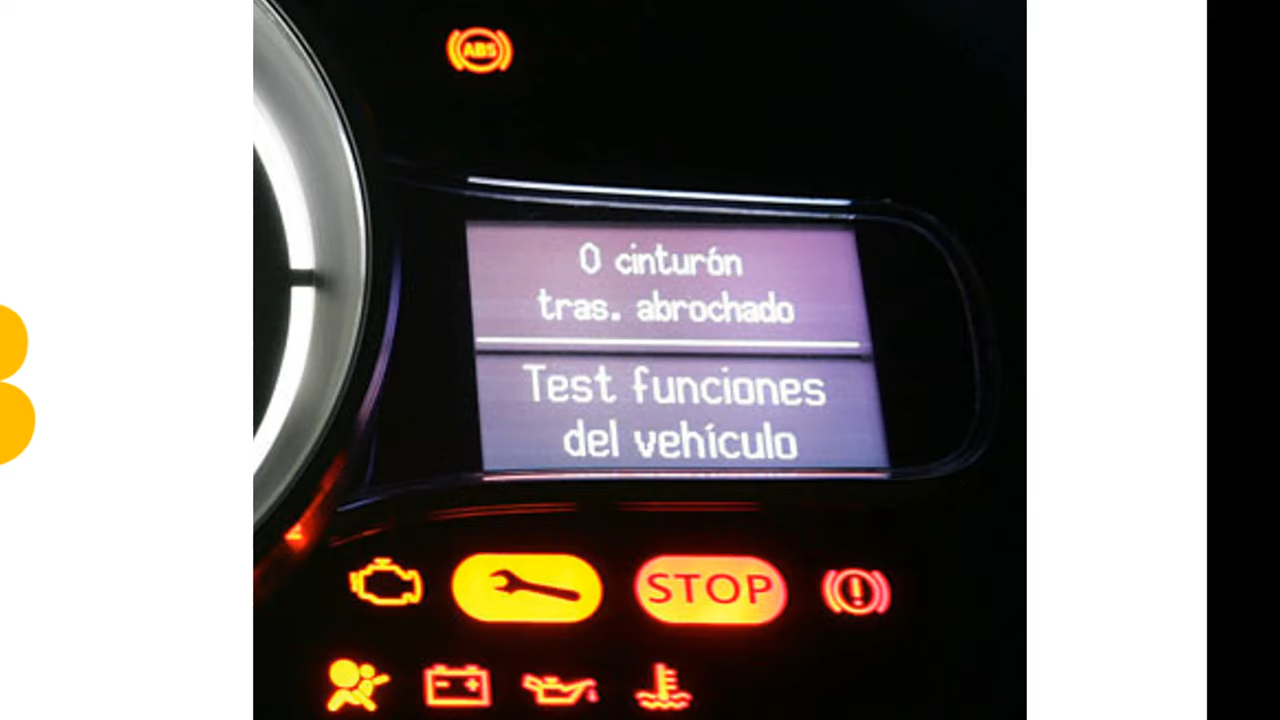 ABS
0 cinturón
tras. abrochado
Test funciones
del vehículo
STOP